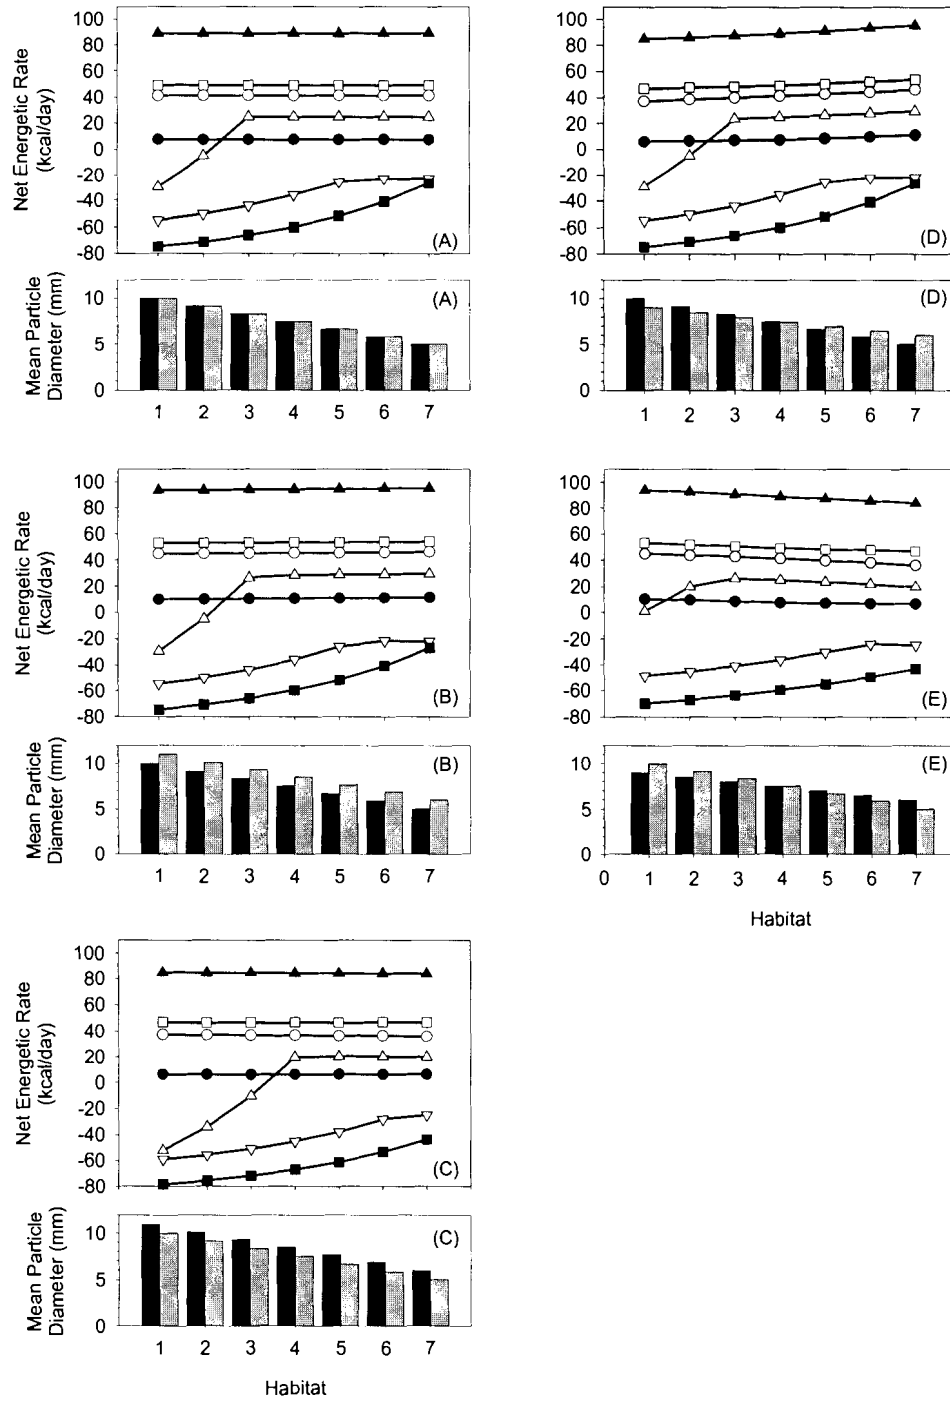 Net Energetic Rate
(kcal/day)
100
80
60
40
20
0
-20
-40
-60
-80
(A)
Mean Particle
Diameter (mm)
10
5
0
(A)
1 2 3 4 5 6 7
100
80
60
40
20
0
-20
-40
-60
-80
(D)
10
5
0
(D)
1 2 3 4 5 6 7
Net Energetic Rate
(kcal/day)
100
80
60
40
20
0
-20
-40
-60
-80
(B)
Mean Particle
Diameter (mm)
10
5
0
(B)
1 2 3 4 5 6 7
100
80
60
40
20
0
-20
-40
-60
-80
(E)
10
5
0
(E)
0 1 2 3 4 5 6 7
Habitat
Net Energetic Rate
(kcal/day)
100
80
60
40
20
0
-20
-40
-60
-80
(C)
Mean Particle
Diameter (mm)
10
5
0
(C)
1 2 3 4 5 6 7
Habitat